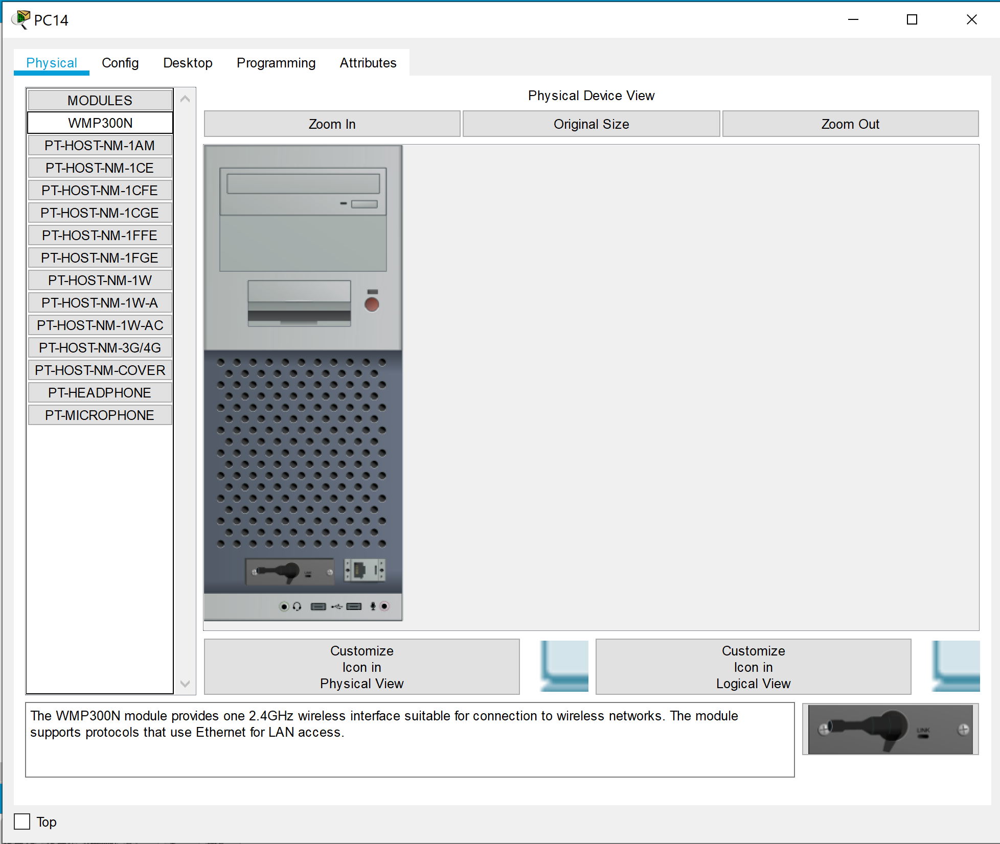 PC14
Physical
Config
Desktop
Programming
Attributes
MODULES
WMP300N
PT-HOST-NM-1AM
PT-HOST-NM-1CE
PT-HOST-NM-1CFE
PT-HOST-NM-1CGE
PT-HOST-NM-1FFE
PT-HOST-NM-1FGE
PT-HOST-NM-1W
PT-HOST-NM-1W-A
PT-HOST-NM-1W-AC
PT-HOST-NM-3G/4G
PT-HOST-NM-COVER
PT-HEADPHONE
PT-MICROPHONE
Physical Device View
Zoom In
Original Size
Zoom Out
LINK
Customize
Icon in
Physical View
Customize
Icon in
Logical View
The WMP300N module provides one 2.4GHz wireless interface suitable for connection to wireless networks. The module
supports protocols that use Ethernet for LAN access.
LINK
Top